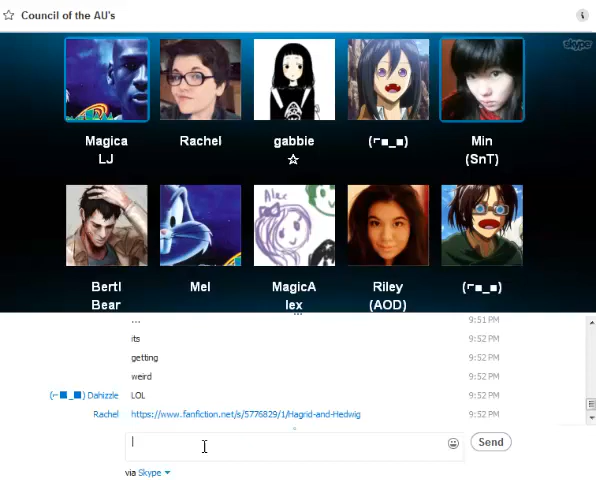 Council of the AU's
skype
Magica
LJ
Rachel
gabbie
☆
(⌐■_■)
Min
(SnT)
Bertl
Bear
Mel
Alec
MagicA
lex
Riley
(AOD)
(⌐■_■)
... 9:51 PM
its 9:52 PM
getting 9:52 PM
weird 9:52 PM
(⌐■_■) Dahizzle LOL 9:52 PM
Rachel https://www.fanfiction.net/s/5776829/1/Hagrid-and-Hedwig 9:52 PM
Send
via Skype